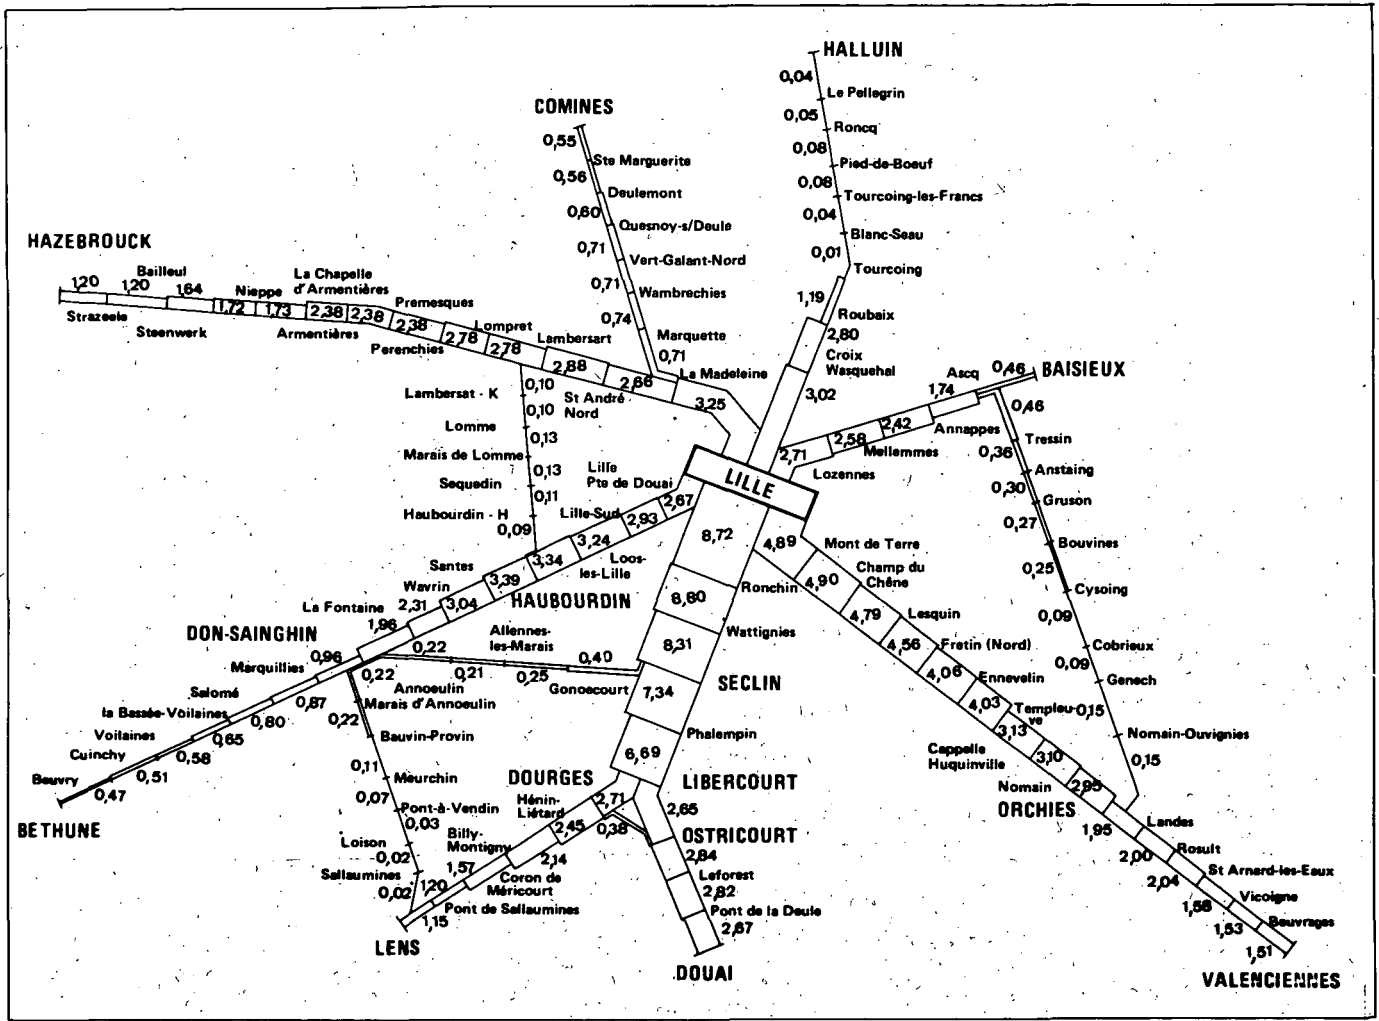 HALLUIN
0,04
Le Pellegrin
0,05
Roncq
0,08
Pied-de-Boeuf
0,08
Tourcoing-les-Francs
0,04
Blanc-Seau
0,01
Tourcoing
1,19
Roubaix
2,80
Croix
Wasquehal
3,02
COMINES
0,55
Ste Marguerite
0,56
Deulemont
0,60
Quesnoy-s/Deule
0,71
Vert-Galant-Nord
0,71
Wambrechies
0,74
Marquette
0,71
La Madeleine
HAZEBROUCK
1,20
Strazeele
Bailleul
1,20
Steenwerk
1,64
Nieppe
1,72
1,73
Armentières
La Chapelle
d'Armentières
2,38
2,38
Premesques
2,38
Perenchies
2,78
Lompret
2,78
Lambersart
2,88
St André
Nord
2,66
3,25
0,10
Lambersat - K
0,10
Lomme
0,13
Marais de Lomme
0,13
Sequedin
0,11
Haubourdin - H
0,09
BAISIEUX
0,46
Ascq
1,74
Annappes
2,42
Mellemmes
2,58
Lozennes
2,71
0,46
Tressin
0,36
Anstaing
0,30
Gruson
0,27
Bouvines
0,25
Cysoing
0,09
Cobrieux
0,09
Genech
0,15
Nomain-Ouvignies
0,15
LILLE
Lille
Pte de Douai
2,67
2,93
Lille-Sud
3,24
Loos-
les-Lille
3,34
HAUBOURDIN
3,39
Santes
3,04
Wavrin
2,31
La Fontaine
1,96
DON-SAINGHIN
0,96
Marquillies
0,87
Salomé
0,80
la Bassée-Voilaines
0,65
Voilaines
0,58
Cuinchy
0,51
Beuvry
0,47
BETHUNE
0,22
Allennes-
les-Marais
0,21
0,25
0,40
Gonoecourt
0,22
Annoeulin
Marais d'Annoeulin
0,22
Bauvin-Provin
0,11
Meurchin
0,07
Pont-à-Vendin
0,03
Loison
0,02
Sallaumines
0,02
8,72
Ronchin
8,80
Wattignies
8,31
SECLIN
7,34
Phalempin
6,69
LIBERCOURT
2,65
OSTRICOURT
2,84
Leforest
2,82
Pont de la Deule
2,67
DOUAI
DOURGES
2,71
0,38
Hénin-
Liétard
2,45
2,14
Billy-
Montigny
Coron de
Méricourt
1,57
1,20
Pont de Sallaumines
1,15
LENS
4,89
Mont de Terre
4,90
Champ du
Chêne
4,79
Lesquin
4,56
Fretin (Nord)
4,06
Ennevelin
4,03
Templeu-
ve
3,13
Cappelle
Huquinville
3,10
Nomain
2,95
ORCHIES
1,95
Landes
2,00
Rosult
2,04
St Arnard-les-Eaux
1,58
Vicoigne
1,53
Beuvrages
1,51
VALENCIENNES